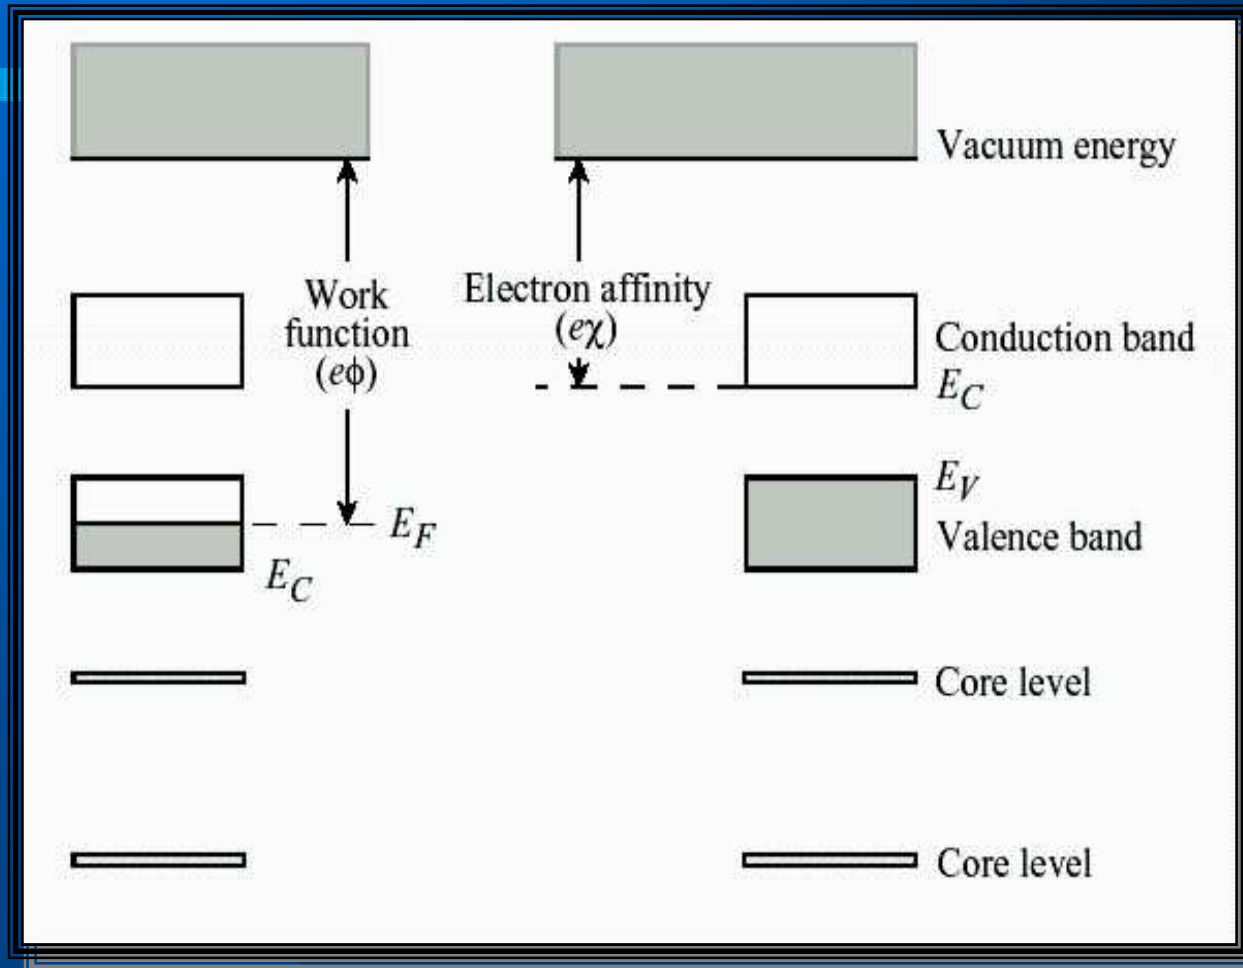 Vacuum energy
Work
function
(eϕ)
Electron affinity
(eχ)
Conduction band
E_C
E_V
Valence band
E_F
E_C
Core level
Core level